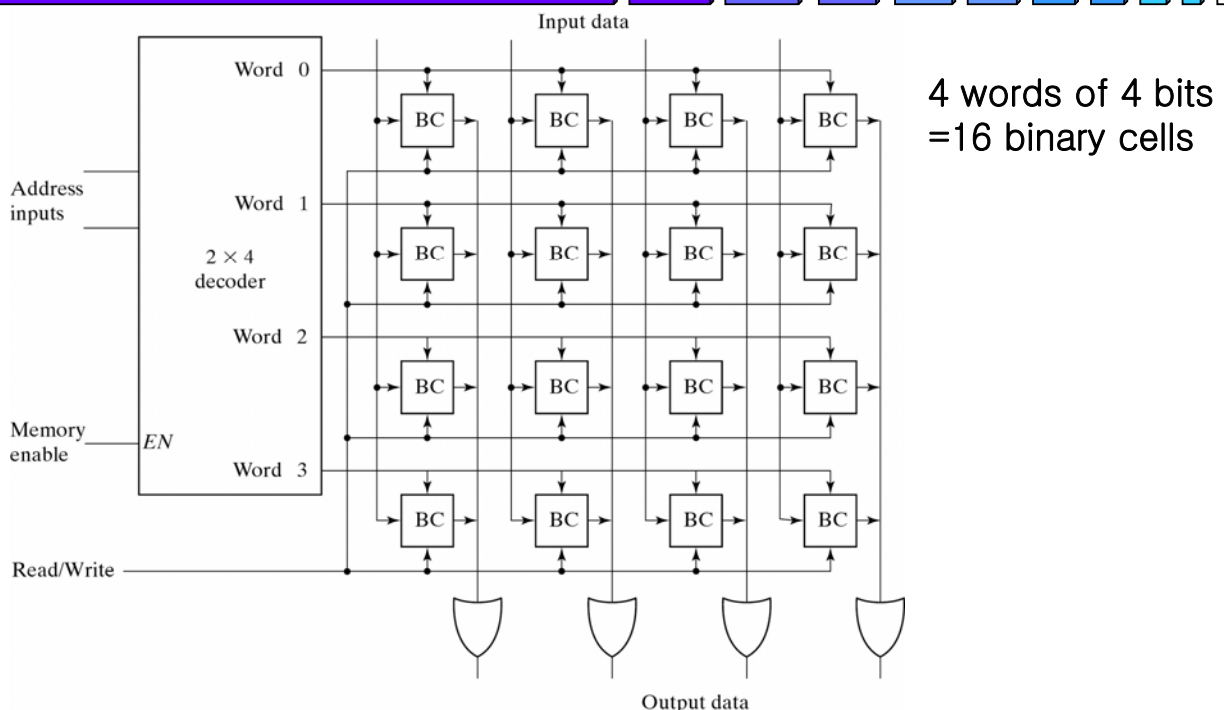 Input data
4 words of 4 bits
=16 binary cells
Word 0
BC BC BC BC
Address
inputs
Word 1
BC BC BC BC
2 × 4
decoder
Word 2
BC BC BC BC
Memory
enable
EN
Word 3
BC BC BC BC
Read/Write
Output data